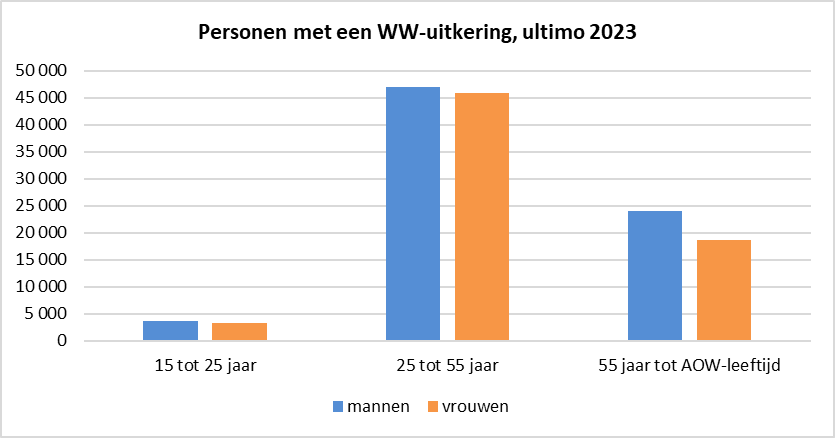 Personen met een WW-uitkering, ultimo 2023
50 000
45 000
40 000
35 000
30 000
25 000
20 000
15 000
10 000
5 000
0
15 tot 25 jaar
25 tot 55 jaar
55 jaar tot AOW-leeftijd
mannen
vrouwen